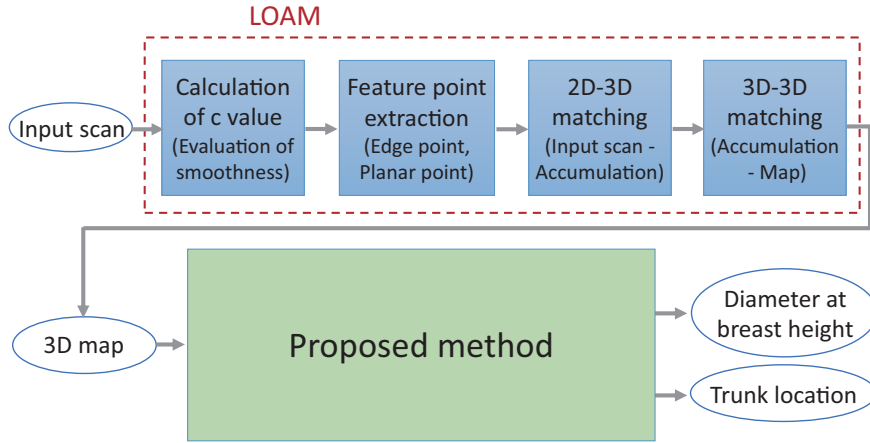 LOAM
Input scan
Calculation
of c value
(Evaluation of
smoothness)
Feature point
extraction
(Edge point,
Planar point)
2D-3D
matching
(Input scan -
Accumulation)
3D-3D
matching
(Accumulation
- Map)
3D map
Proposed method
Diameter at
breast height
Trunk location